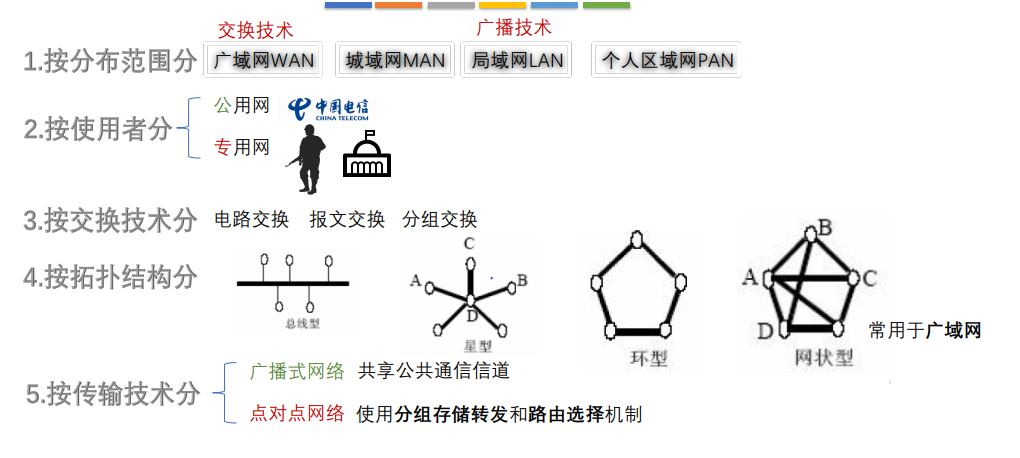 交换技术
广播技术
1.按分布范围分 广域网WAN 城域网MAN 局域网LAN 个人区域网PAN
2.按使用者分
公用网
中国电信
CHINA TELECOM
专用网
3.按交换技术分 电路交换 报文交换 分组交换
4.按拓扑结构分
总线型
C
A B
D
星型
环型
B
A C
D
网状型
常用于广域网
5.按传输技术分
广播式网络 共享公共通信信道
点对点网络 使用分组存储转发和路由选择机制